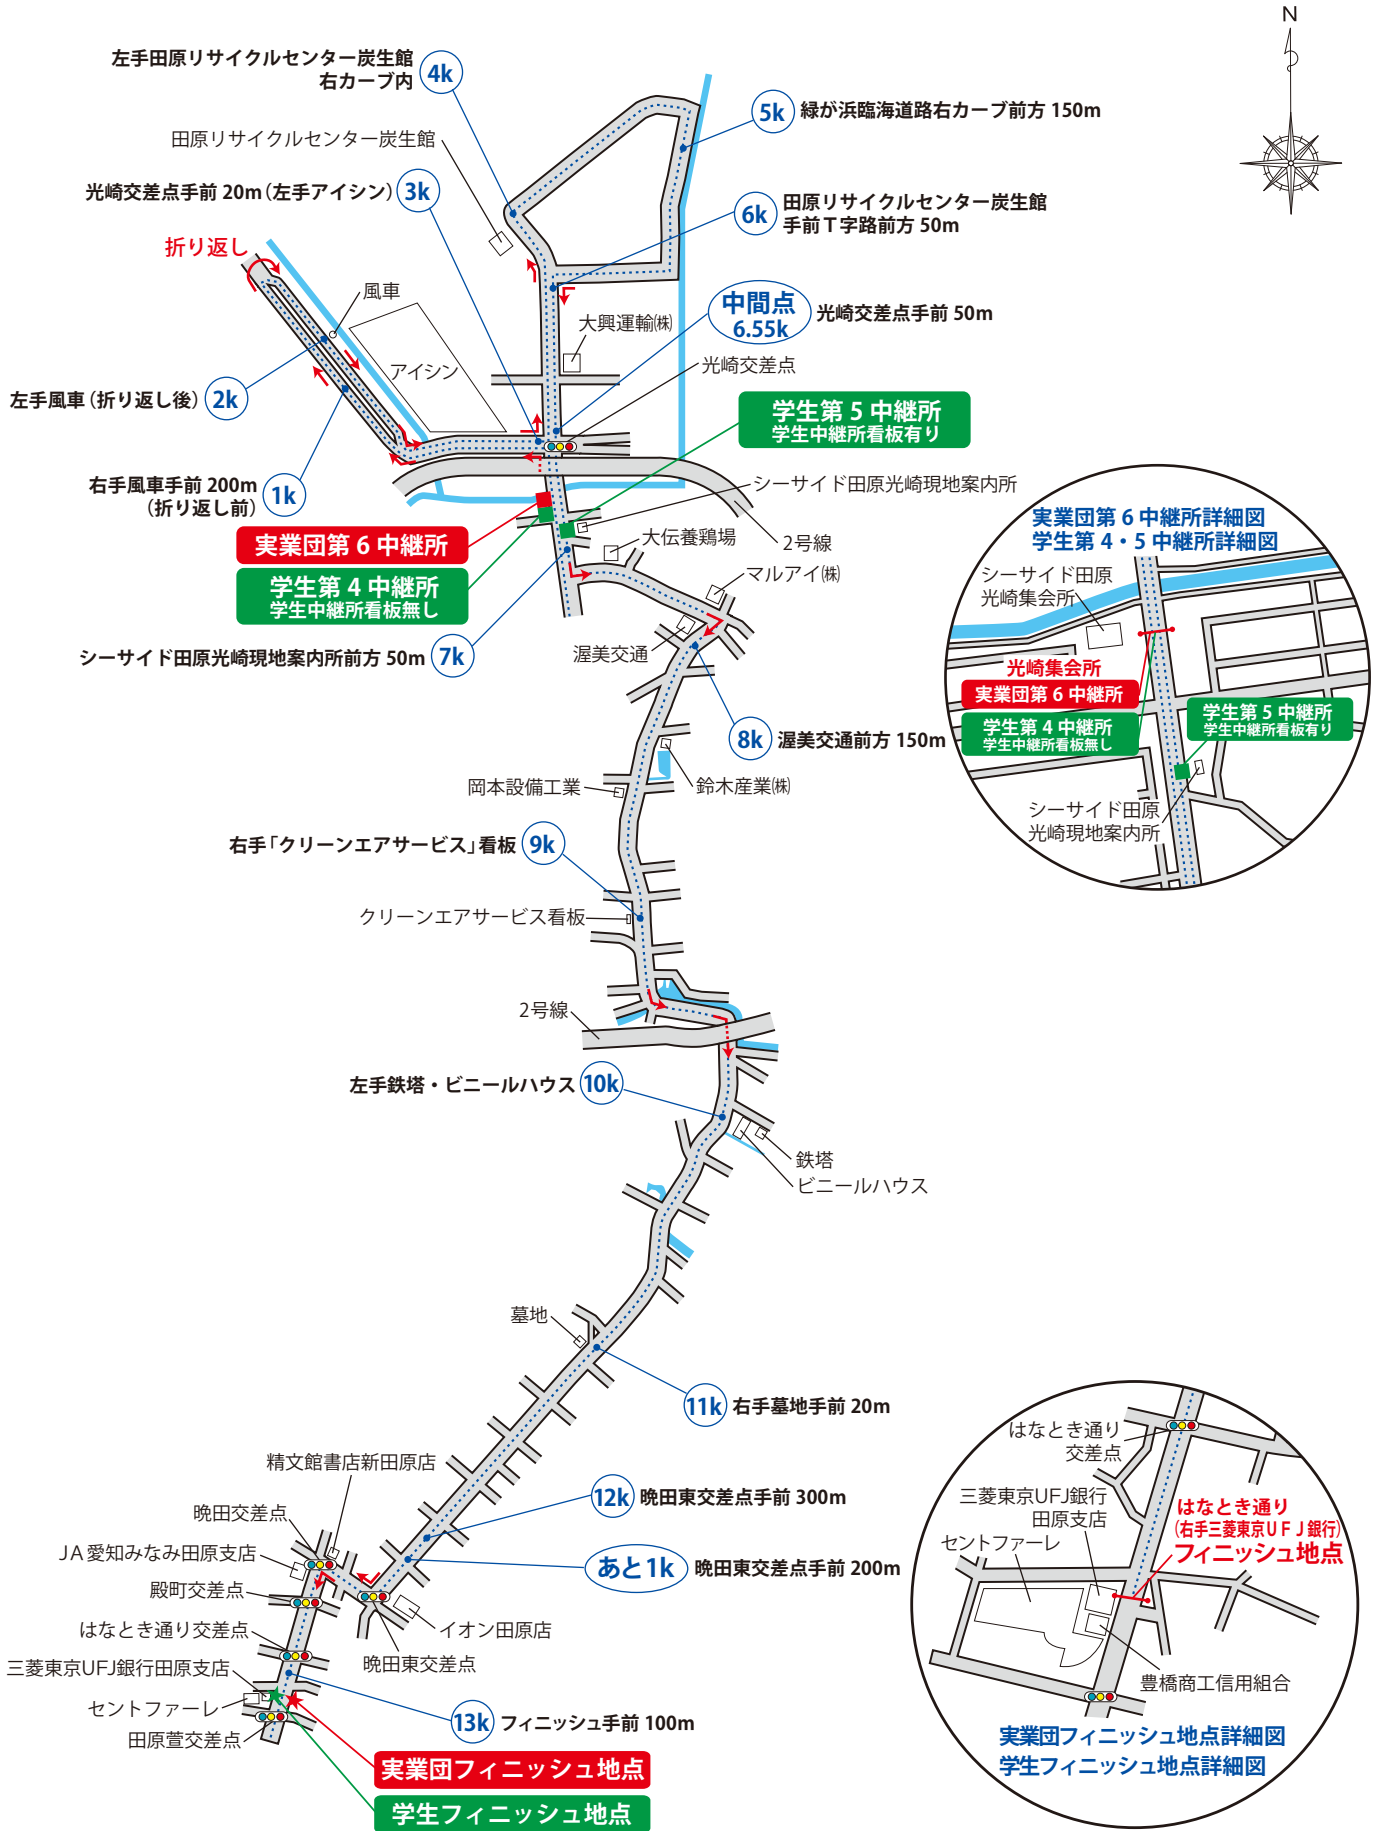 N
左手田原リサイクルセンター炭生館
右カーブ内
4k
5k
緑が浜臨海道路右カーブ前方 150m
田原リサイクルセンター炭生館
光崎交差点手前 20m（左手アイシン）
3k
6k
田原リサイクルセンター炭生館
手前T字路前方 50m
折り返し
風車
中間点
6.55k
光崎交差点手前 50m
大興運輸㈱
アイシン
光崎交差点
左手風車（折り返し後）
2k
学生第5中継所
学生中継所看板有り
右手風車手前 200m
（折り返し前）
1k
シーサイド田原光崎現地案内所
実業団第6中継所
大伝養鶏場
2号線
学生第4中継所
学生中継所看板無し
マルアイ㈱
シーサイド田原光崎現地案内所前方 50m
7k
渥美交通
8k
渥美交通前方 150m
岡本設備工業
鈴木産業㈱
右手「クリーンエアサービス」看板
9k
クリーンエアサービス看板
2号線
左手鉄塔・ビニールハウス
10k
鉄塔
ビニールハウス
墓地
11k
右手墓地手前 20m
精文館書店新田原店
12k
晩田東交差点手前 300m
晩田交差点
JA愛知みなみ田原支店
あと1k
晩田東交差点手前 200m
殿町交差点
イオン田原店
はなとき通り交差点
晩田東交差点
三菱東京UFJ銀行田原支店
セントファーレ
13k
フィニッシュ手前 100m
田原萱交差点
実業団フィニッシュ地点
学生フィニッシュ地点
実業団第6中継所詳細図
学生第4・5中継所詳細図
シーサイド田原
光崎集会所
光崎集会所
実業団第6中継所
学生第4中継所
学生中継所看板無し
学生第5中継所
学生中継所看板有り
シーサイド田原
光崎現地案内所
はなとき通り
交差点
三菱東京UFJ銀行
田原支店
セントファーレ
はなとき通り
（右手三菱東京UFJ銀行）
フィニッシュ地点
豊橋商工信用組合
実業団フィニッシュ地点詳細図
学生フィニッシュ地点詳細図